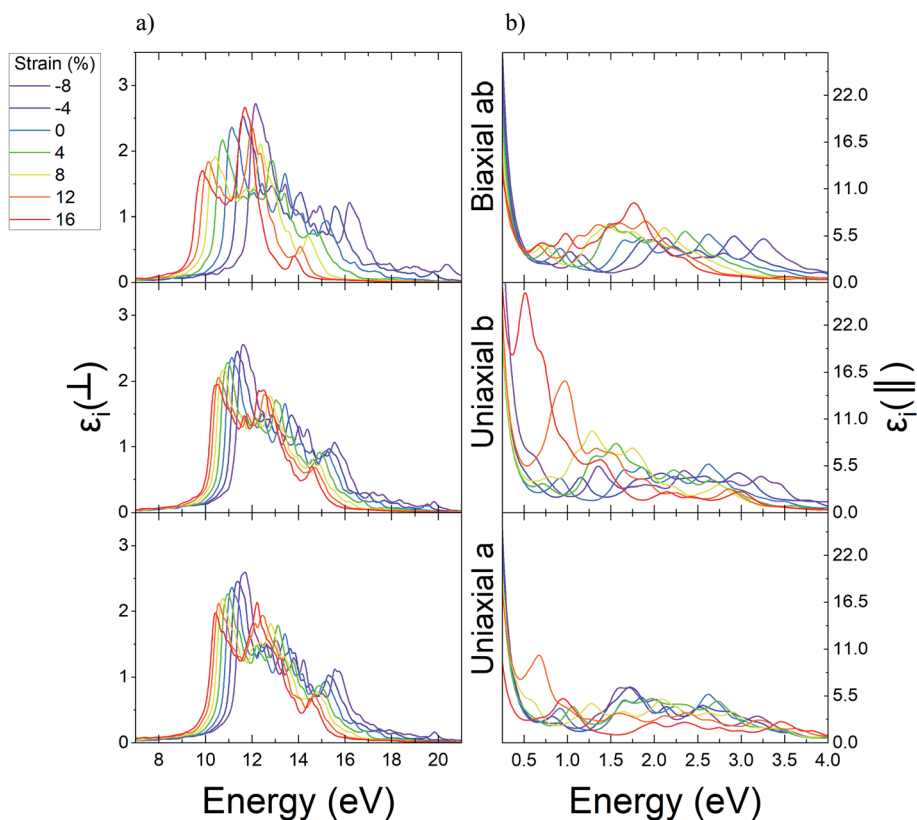 a)
b)
Strain (%)
-8
-4
0
4
8
12
16
3
2
1
0
Biaxial ab
22.0
16.5
11.0
5.5
0.0
εᵢ(⊥)
3
2
1
0
Uniaxial b
22.0
16.5
11.0
5.5
0.0
εᵢ(∥)
3
2
1
0
Uniaxial a
22.0
16.5
11.0
5.5
0.0
8 10 12 14 16 18 20
0.5 1.0 1.5 2.0 2.5 3.0 3.5 4.0
Energy (eV)
Energy (eV)